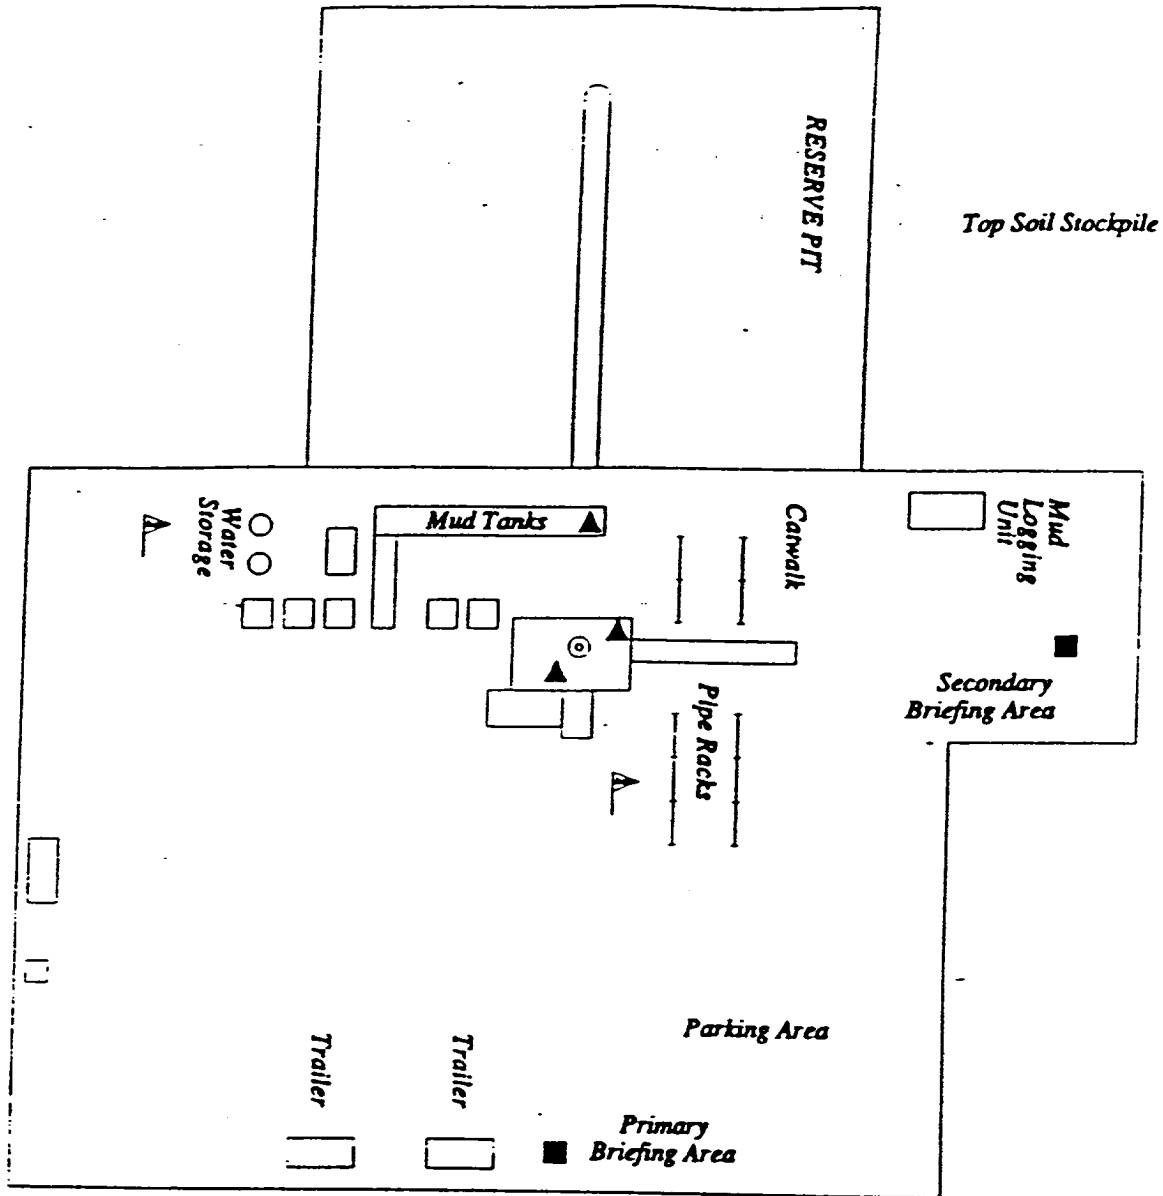 RESERVE PIT
Top Soil Stockpile
Water
Storage
Mud Tanks
Catwalk
Mud
Logging
Unit
Secondary
Briefing Area
Pipe Racks
Parking Area
Trailer
Trailer
Primary
Briefing Area